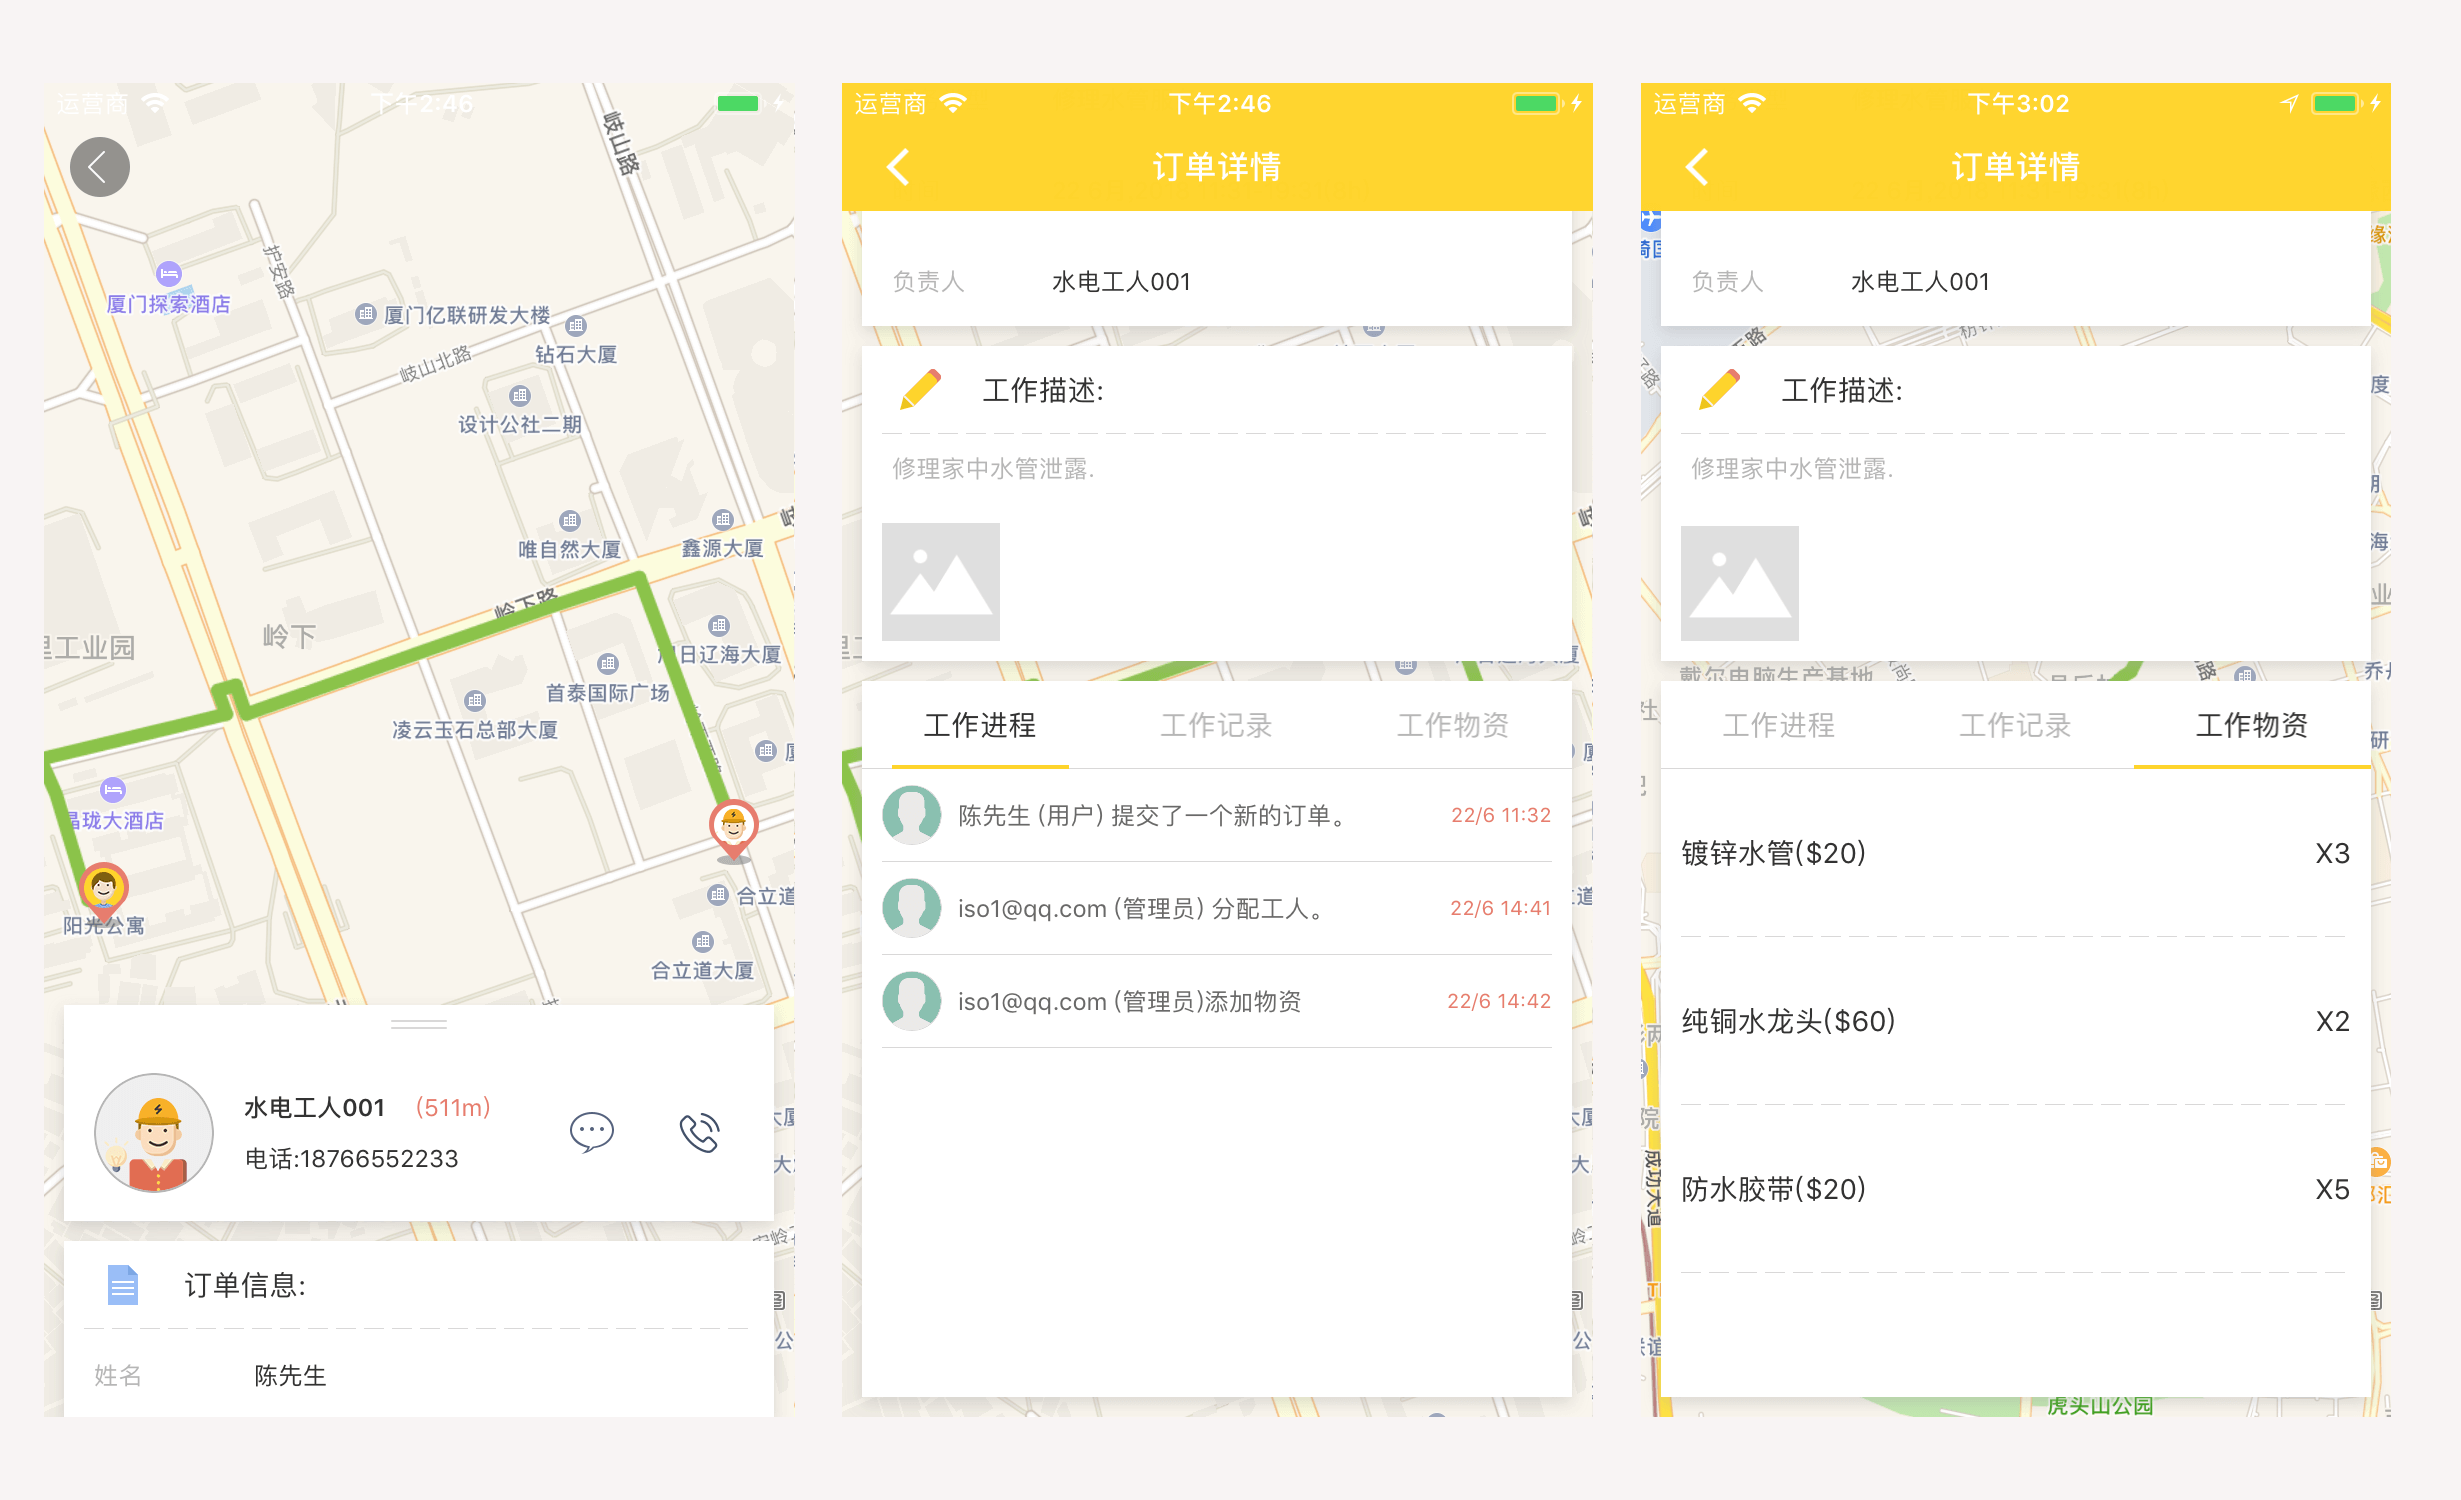 运营商
下午2:46
岐山路
护安路
厦门探索酒店
厦门亿联研发大楼
钻石大厦
岐山北路
设计公社二期
唯自然大厦
鑫源大厦
岭下路
岭下
工业园
日辽海大厦
首泰国际广场
凌云玉石总部大厦
珑大酒店
阳光公寓
合立道
合立道大厦
水电工人001 (511m)
电话:18766552233
订单信息:
姓名 陈先生
运营商
下午2:46
订单详情
负责人 水电工人001
工作描述:
修理家中水管泄露.
工作进程 工作记录 工作物资
陈先生 (用户) 提交了一个新的订单。 22/6 11:32
iso1@qq.com (管理员) 分配工人。 22/6 14:41
iso1@qq.com (管理员)添加物资 22/6 14:42
运营商
下午3:02
订单详情
负责人 水电工人001
工作描述:
修理家中水管泄露.
戴尔电脑生产基地
工作进程 工作记录 工作物资
镀锌水管($20) X3
纯铜水龙头($60) X2
防水胶带($20) X5
成功大道
虎头山公园